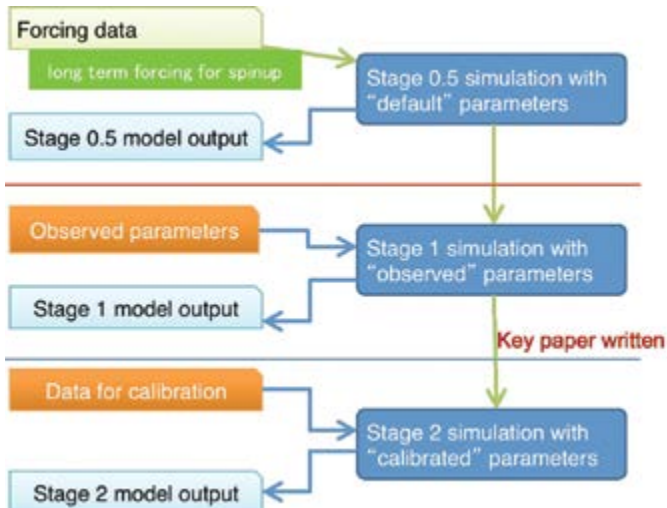 Forcing data
long term forcing for spinup
Stage 0.5 simulation with
“default” parameters
Stage 0.5 model output
Observed parameters
Stage 1 simulation with
“observed” parameters
Stage 1 model output
Key paper written
Data for calibration
Stage 2 simulation with
“calibrated” parameters
Stage 2 model output